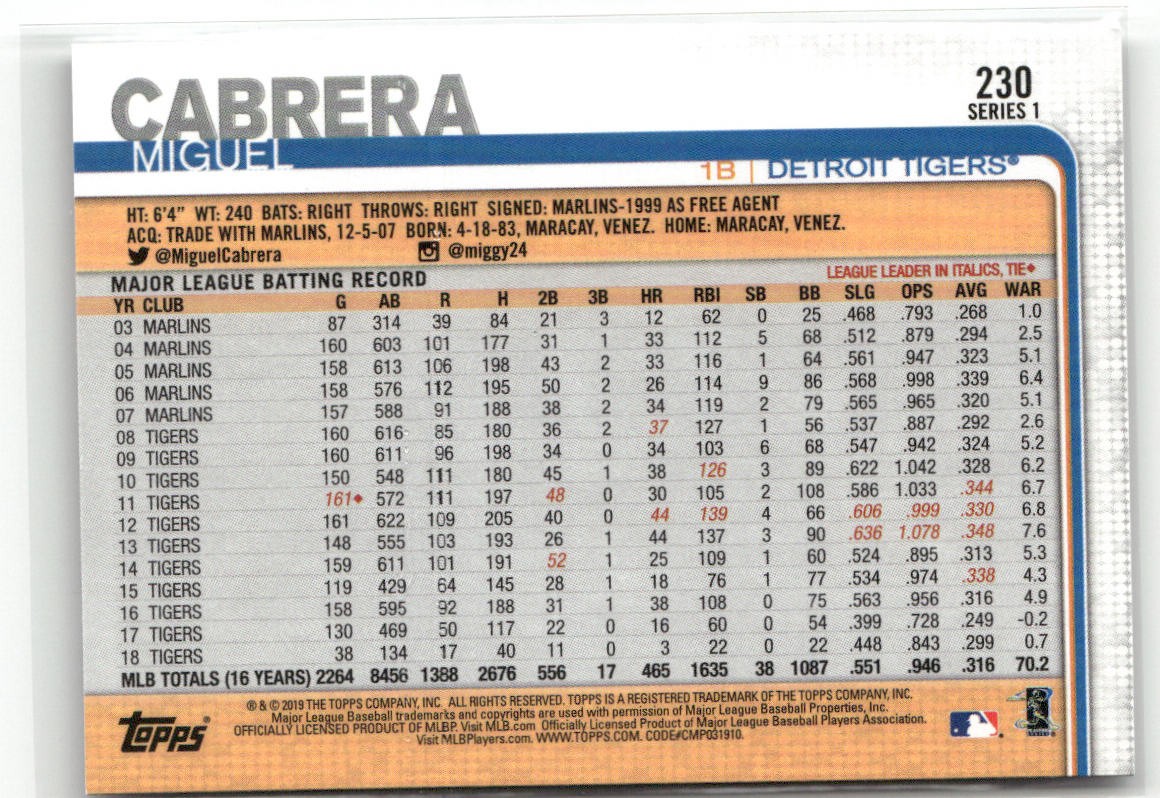 CABRERA
MIGUEL
230
SERIES 1
1B | DETROIT TIGERS®
HT: 6'4" WT: 240 BATS: RIGHT THROWS: RIGHT SIGNED: MARLINS-1999 AS FREE AGENT
ACQ: TRADE WITH MARLINS, 12-5-07 BORN: 4-18-83, MARACAY, VENEZ. HOME: MARACAY, VENEZ.
@MiguelCabrera @miggy24
MAJOR LEAGUE BATTING RECORD LEAGUE LEADER IN ITALICS, TIE♦
YR CLUB G AB R H 2B 3B HR RBI SB BB SLG OPS AVG WAR
03 MARLINS 87 314 39 84 21 3 12 62 0 25 .468 .793 .268 1.0
04 MARLINS 160 603 101 177 31 1 33 112 5 68 .512 .879 .294 2.5
05 MARLINS 158 613 106 198 43 2 33 116 1 64 .561 .947 .323 5.1
06 MARLINS 158 576 112 195 50 2 26 114 9 86 .568 .998 .339 6.4
07 MARLINS 157 588 91 188 38 2 34 119 2 79 .565 .965 .320 5.1
08 TIGERS 160 616 85 180 36 2 37 127 1 56 .537 .887 .292 2.6
09 TIGERS 160 611 96 198 34 0 34 103 6 68 .547 .942 .324 5.2
10 TIGERS 150 548 111 180 45 1 38 126 3 89 .622 1.042 .328 6.2
11 TIGERS 161♦ 572 111 197 48 0 30 105 2 108 .586 1.033 .344 6.7
12 TIGERS 161 622 109 205 40 0 44 139 4 66 .606 .999 .330 6.8
13 TIGERS 148 555 103 193 26 1 44 137 3 90 .636 1.078 .348 7.6
14 TIGERS 159 611 101 191 52 1 25 109 1 60 .524 .895 .313 5.3
15 TIGERS 119 429 64 145 28 1 18 76 1 77 .534 .974 .338 4.3
16 TIGERS 158 595 92 188 31 1 38 108 0 75 .563 .956 .316 4.9
17 TIGERS 130 469 50 117 22 0 16 60 0 54 .399 .728 .249 -0.2
18 TIGERS 38 134 17 40 11 0 3 22 0 22 .448 .843 .299 0.7
MLB TOTALS (16 YEARS) 2264 8456 1388 2676 556 17 465 1635 38 1087 .551 .946 .316 70.2
® & © 2019 THE TOPPS COMPANY, INC. ALL RIGHTS RESERVED. TOPPS IS A REGISTERED TRADEMARK OF THE TOPPS COMPANY, INC.
Major League Baseball trademarks and copyrights are used with permission of Major League Baseball Properties, Inc.
OFFICIALLY LICENSED PRODUCT OF MLBP. Visit MLB.com Officially Licensed Product of Major League Baseball Players Association.
Visit MLBPlayers.com. WWW.TOPPS.COM. CODE#CMP031910.
Topps®